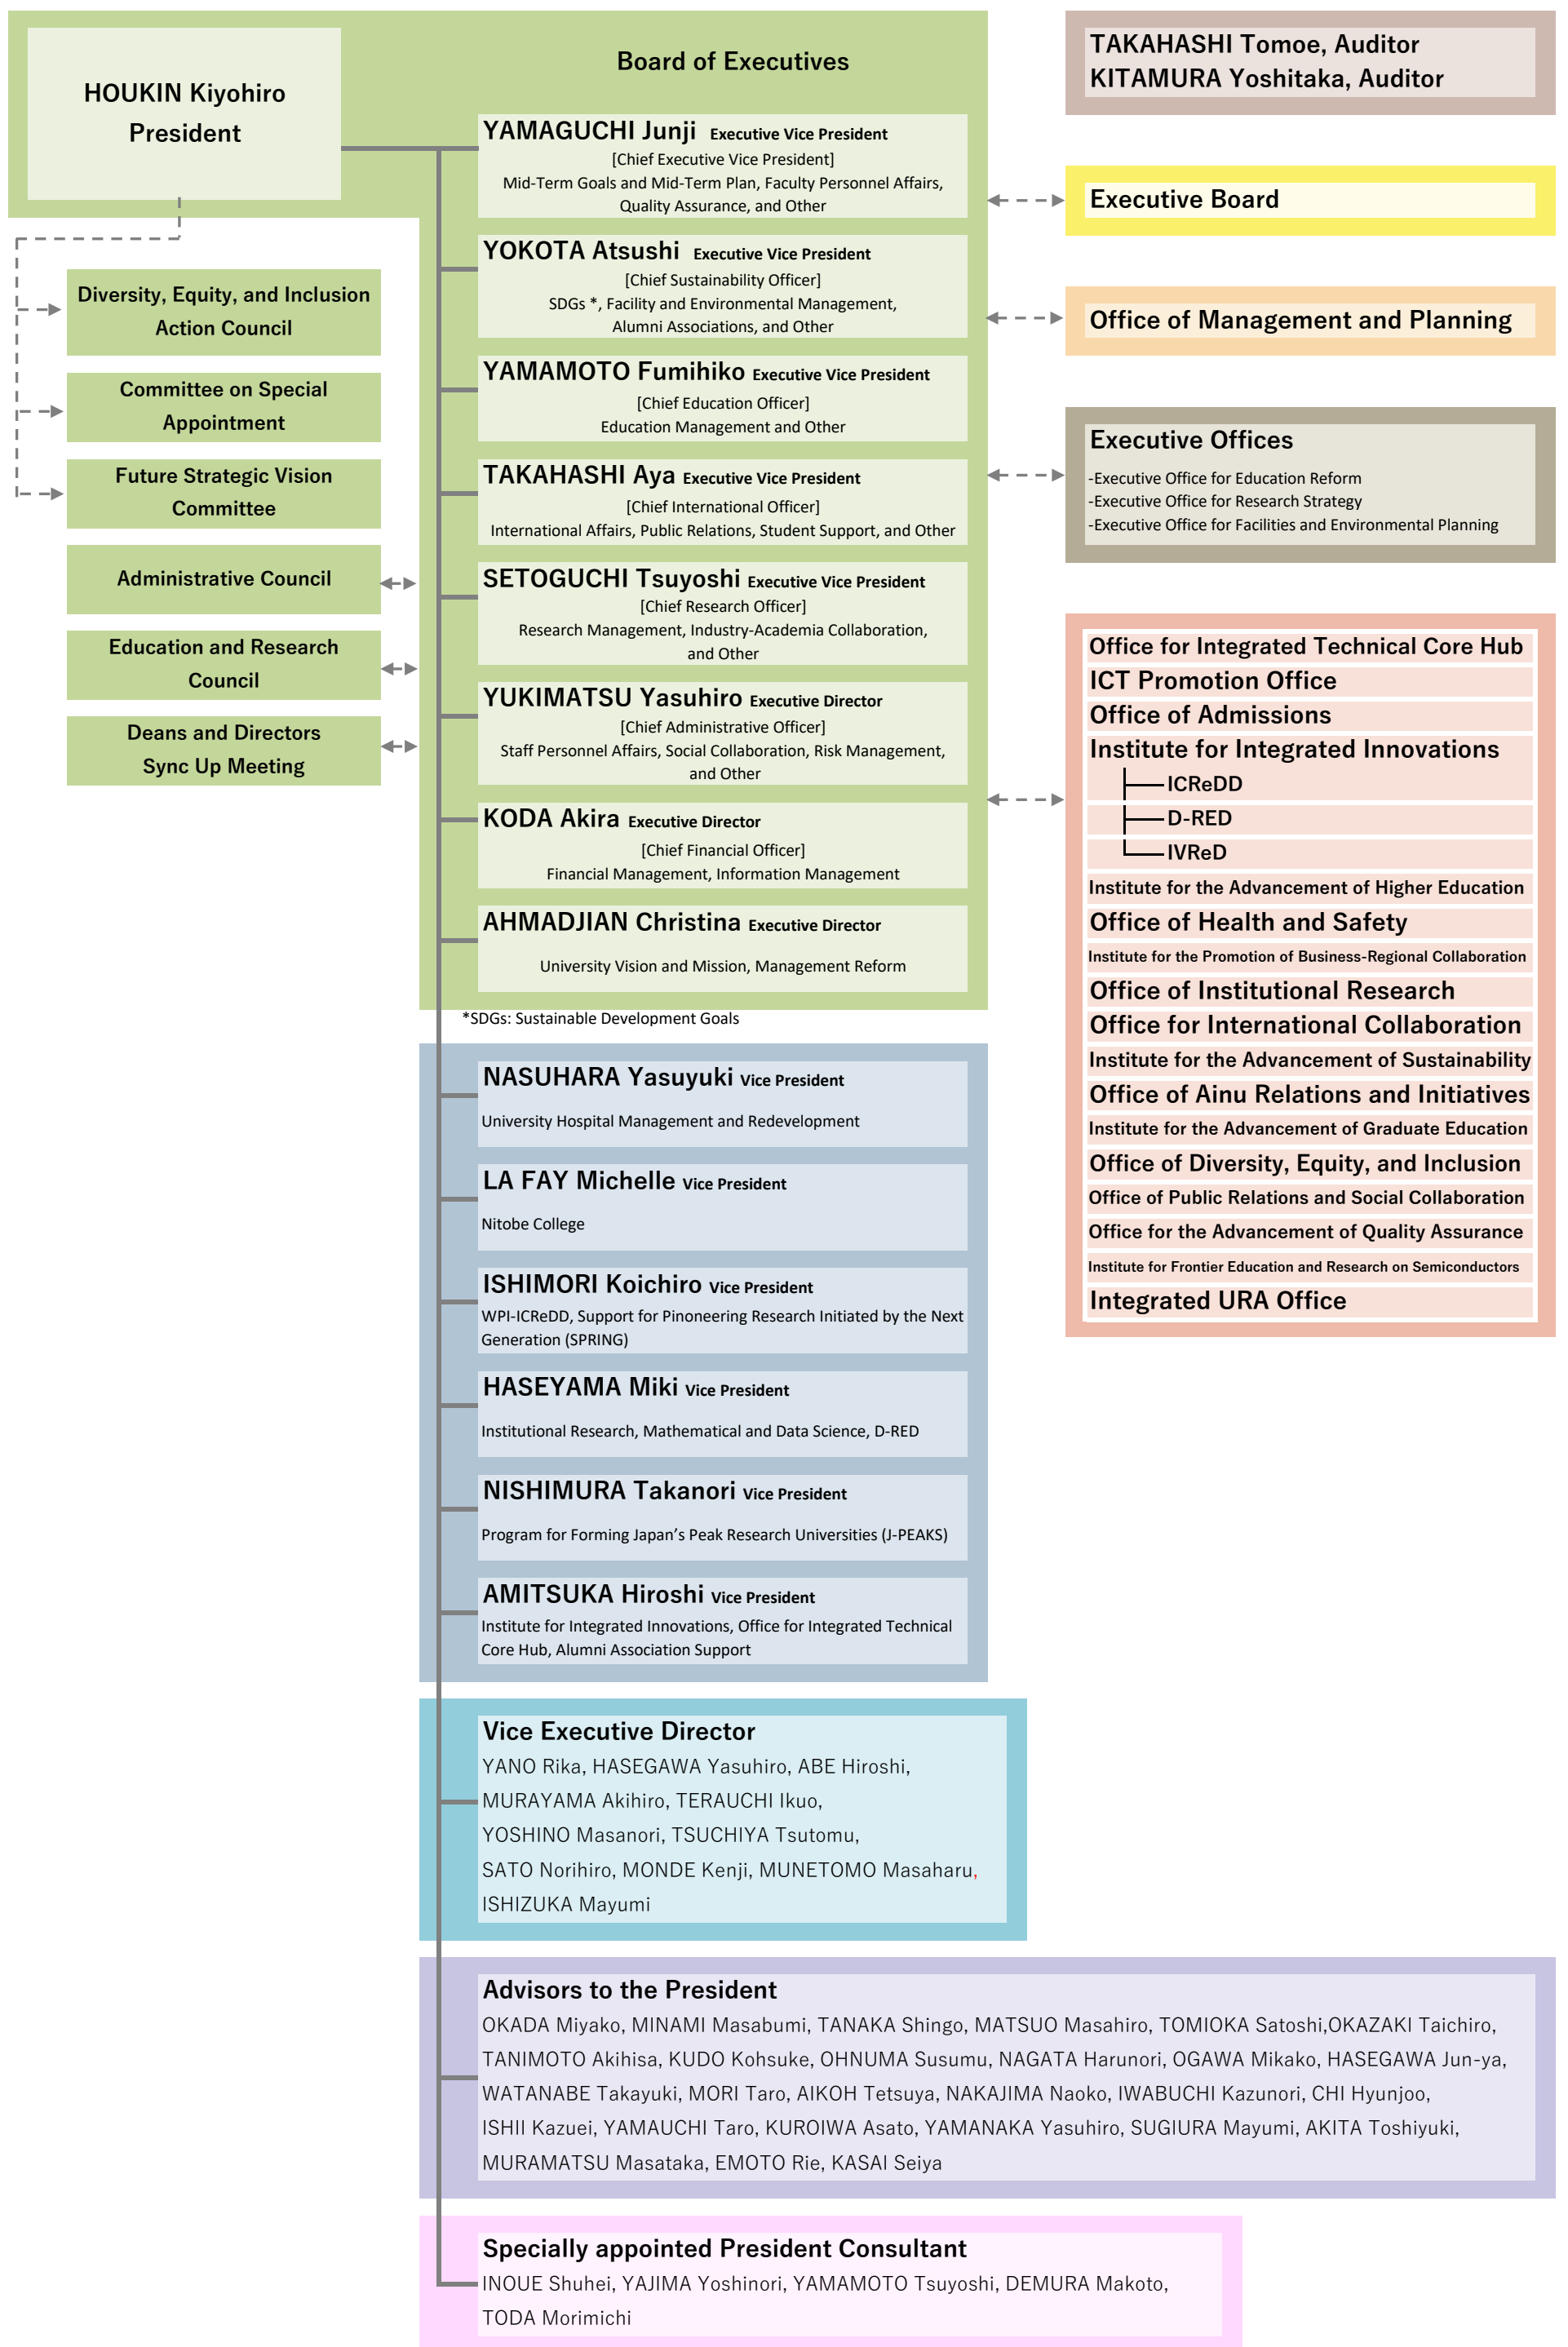 HOUKIN Kiyohiro
President
Board of Executives
YAMAGUCHI Junji Executive Vice President
[Chief Executive Vice President]
Mid-Term Goals and Mid-Term Plan, Faculty Personnel Affairs,
Quality Assurance, and Other
YOKOTA Atsushi Executive Vice President
[Chief Sustainability Officer]
SDGs *, Facility and Environmental Management,
Alumni Associations, and Other
YAMAMOTO Fumihiko Executive Vice President
[Chief Education Officer]
Education Management and Other
TAKAHASHI Aya Executive Vice President
[Chief International Officer]
International Affairs, Public Relations, Student Support, and Other
SETOGUCHI Tsuyoshi Executive Vice President
[Chief Research Officer]
Research Management, Industry-Academia Collaboration,
and Other
YUKIMATSU Yasuhiro Executive Director
[Chief Administrative Officer]
Staff Personnel Affairs, Social Collaboration, Risk Management,
and Other
KODA Akira Executive Director
[Chief Financial Officer]
Financial Management, Information Management
AHMADJIAN Christina Executive Director
University Vision and Mission, Management Reform
*SDGs: Sustainable Development Goals
Diversity, Equity, and Inclusion
Action Council
Committee on Special
Appointment
Future Strategic Vision
Committee
Administrative Council
Education and Research
Council
Deans and Directors
Sync Up Meeting
NASUHARA Yasuyuki Vice President
University Hospital Management and Redevelopment
LA FAY Michelle Vice President
Nitobe College
ISHIMORI Koichiro Vice President
WPI-ICReDD, Support for Pinoneering Research Initiated by the Next
Generation (SPRING)
HASEYAMA Miki Vice President
Institutional Research, Mathematical and Data Science, D-RED
NISHIMURA Takanori Vice President
Program for Forming Japan’s Peak Research Universities (J-PEAKS)
AMITSUKA Hiroshi Vice President
Institute for Integrated Innovations, Office for Integrated Technical
Core Hub, Alumni Association Support
Vice Executive Director
YANO Rika, HASEGAWA Yasuhiro, ABE Hiroshi,
MURAYAMA Akihiro, TERAUCHI Ikuo,
YOSHINO Masanori, TSUCHIYA Tsutomu,
SATO Norihiro, MONDE Kenji, MUNETOMO Masaharu,
ISHIZUKA Mayumi
Advisors to the President
OKADA Miyako, MINAMI Masabumi, TANAKA Shingo, MATSUO Masahiro, TOMIOKA Satoshi,OKAZAKI Taichiro,
TANIMOTO Akihisa, KUDO Kohsuke, OHNUMA Susumu, NAGATA Harunori, OGAWA Mikako, HASEGAWA Jun-ya,
WATANABE Takayuki, MORI Taro, AIKOH Tetsuya, NAKAJIMA Naoko, IWABUCHI Kazunori, CHI Hyunjoo,
ISHII Kazuei, YAMAUCHI Taro, KUROIWA Asato, YAMANAKA Yasuhiro, SUGIURA Mayumi, AKITA Toshiyuki,
MURAMATSU Masataka, EMOTO Rie, KASAI Seiya
Specially appointed President Consultant
INOUE Shuhei, YAJIMA Yoshinori, YAMAMOTO Tsuyoshi, DEMURA Makoto,
TODA Morimichi
TAKAHASHI Tomoe, Auditor
KITAMURA Yoshitaka, Auditor
Executive Board
Office of Management and Planning
Executive Offices
-Executive Office for Education Reform
-Executive Office for Research Strategy
-Executive Office for Facilities and Environmental Planning
Office for Integrated Technical Core Hub
ICT Promotion Office
Office of Admissions
Institute for Integrated Innovations
ICReDD
D-RED
IVReD
Institute for the Advancement of Higher Education
Office of Health and Safety
Institute for the Promotion of Business-Regional Collaboration
Office of Institutional Research
Office for International Collaboration
Institute for the Advancement of Sustainability
Office of Ainu Relations and Initiatives
Institute for the Advancement of Graduate Education
Office of Diversity, Equity, and Inclusion
Office of Public Relations and Social Collaboration
Office for the Advancement of Quality Assurance
Institute for Frontier Education and Research on Semiconductors
Integrated URA Office